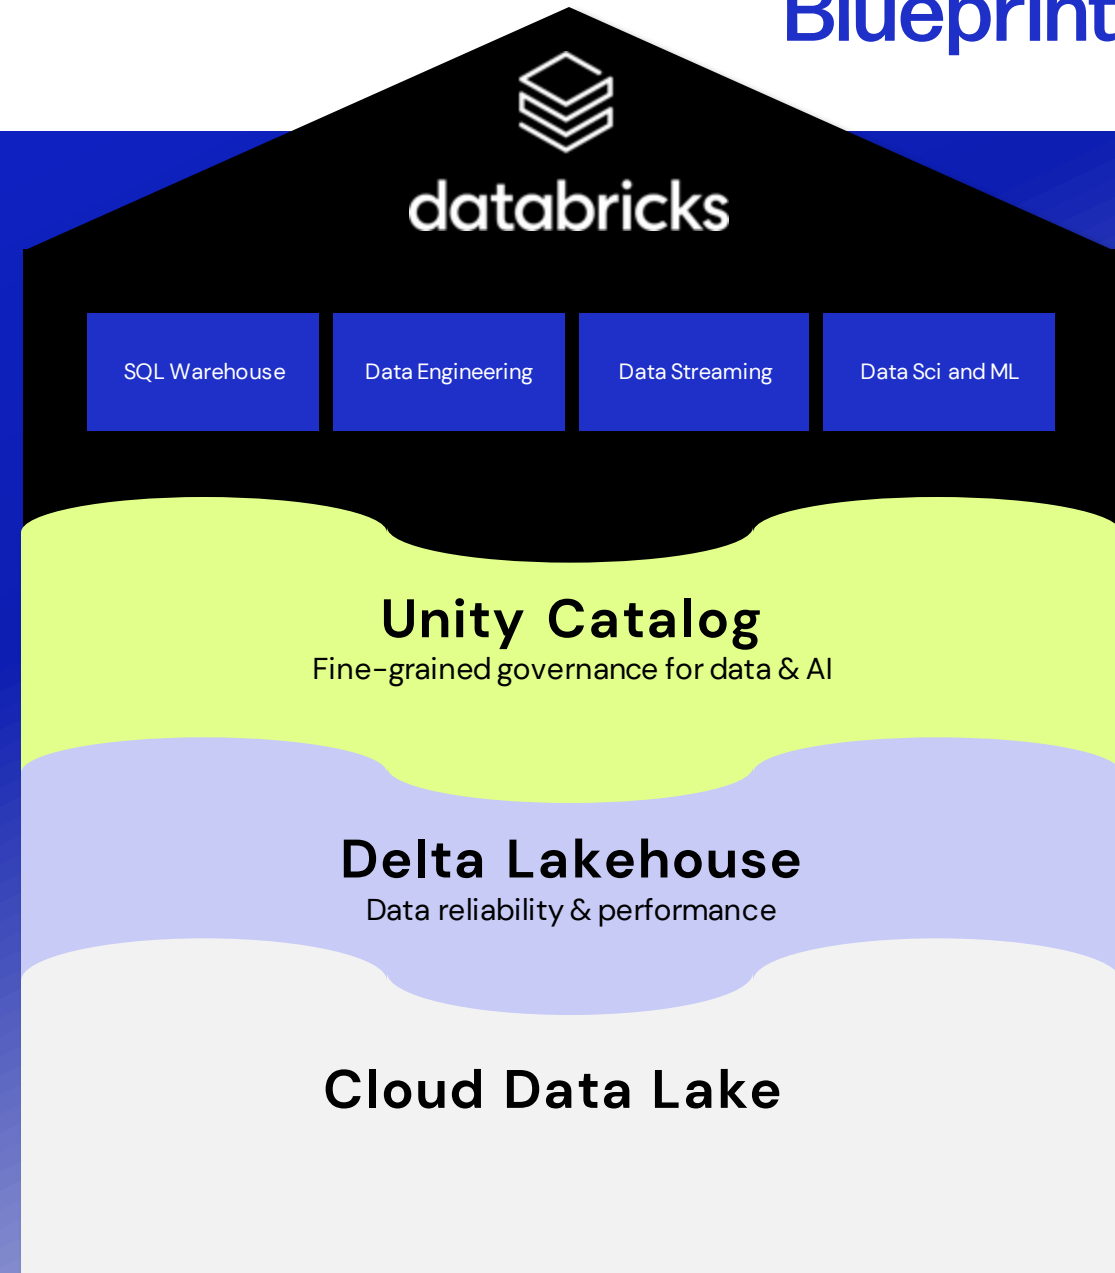 Blueprint
databricks
SQL Warehouse
Data Engineering
Data Streaming
Data Sci and ML
Unity Catalog
Fine-grained governance for data & AI
Delta Lakehouse
Data reliability & performance
Cloud Data Lake